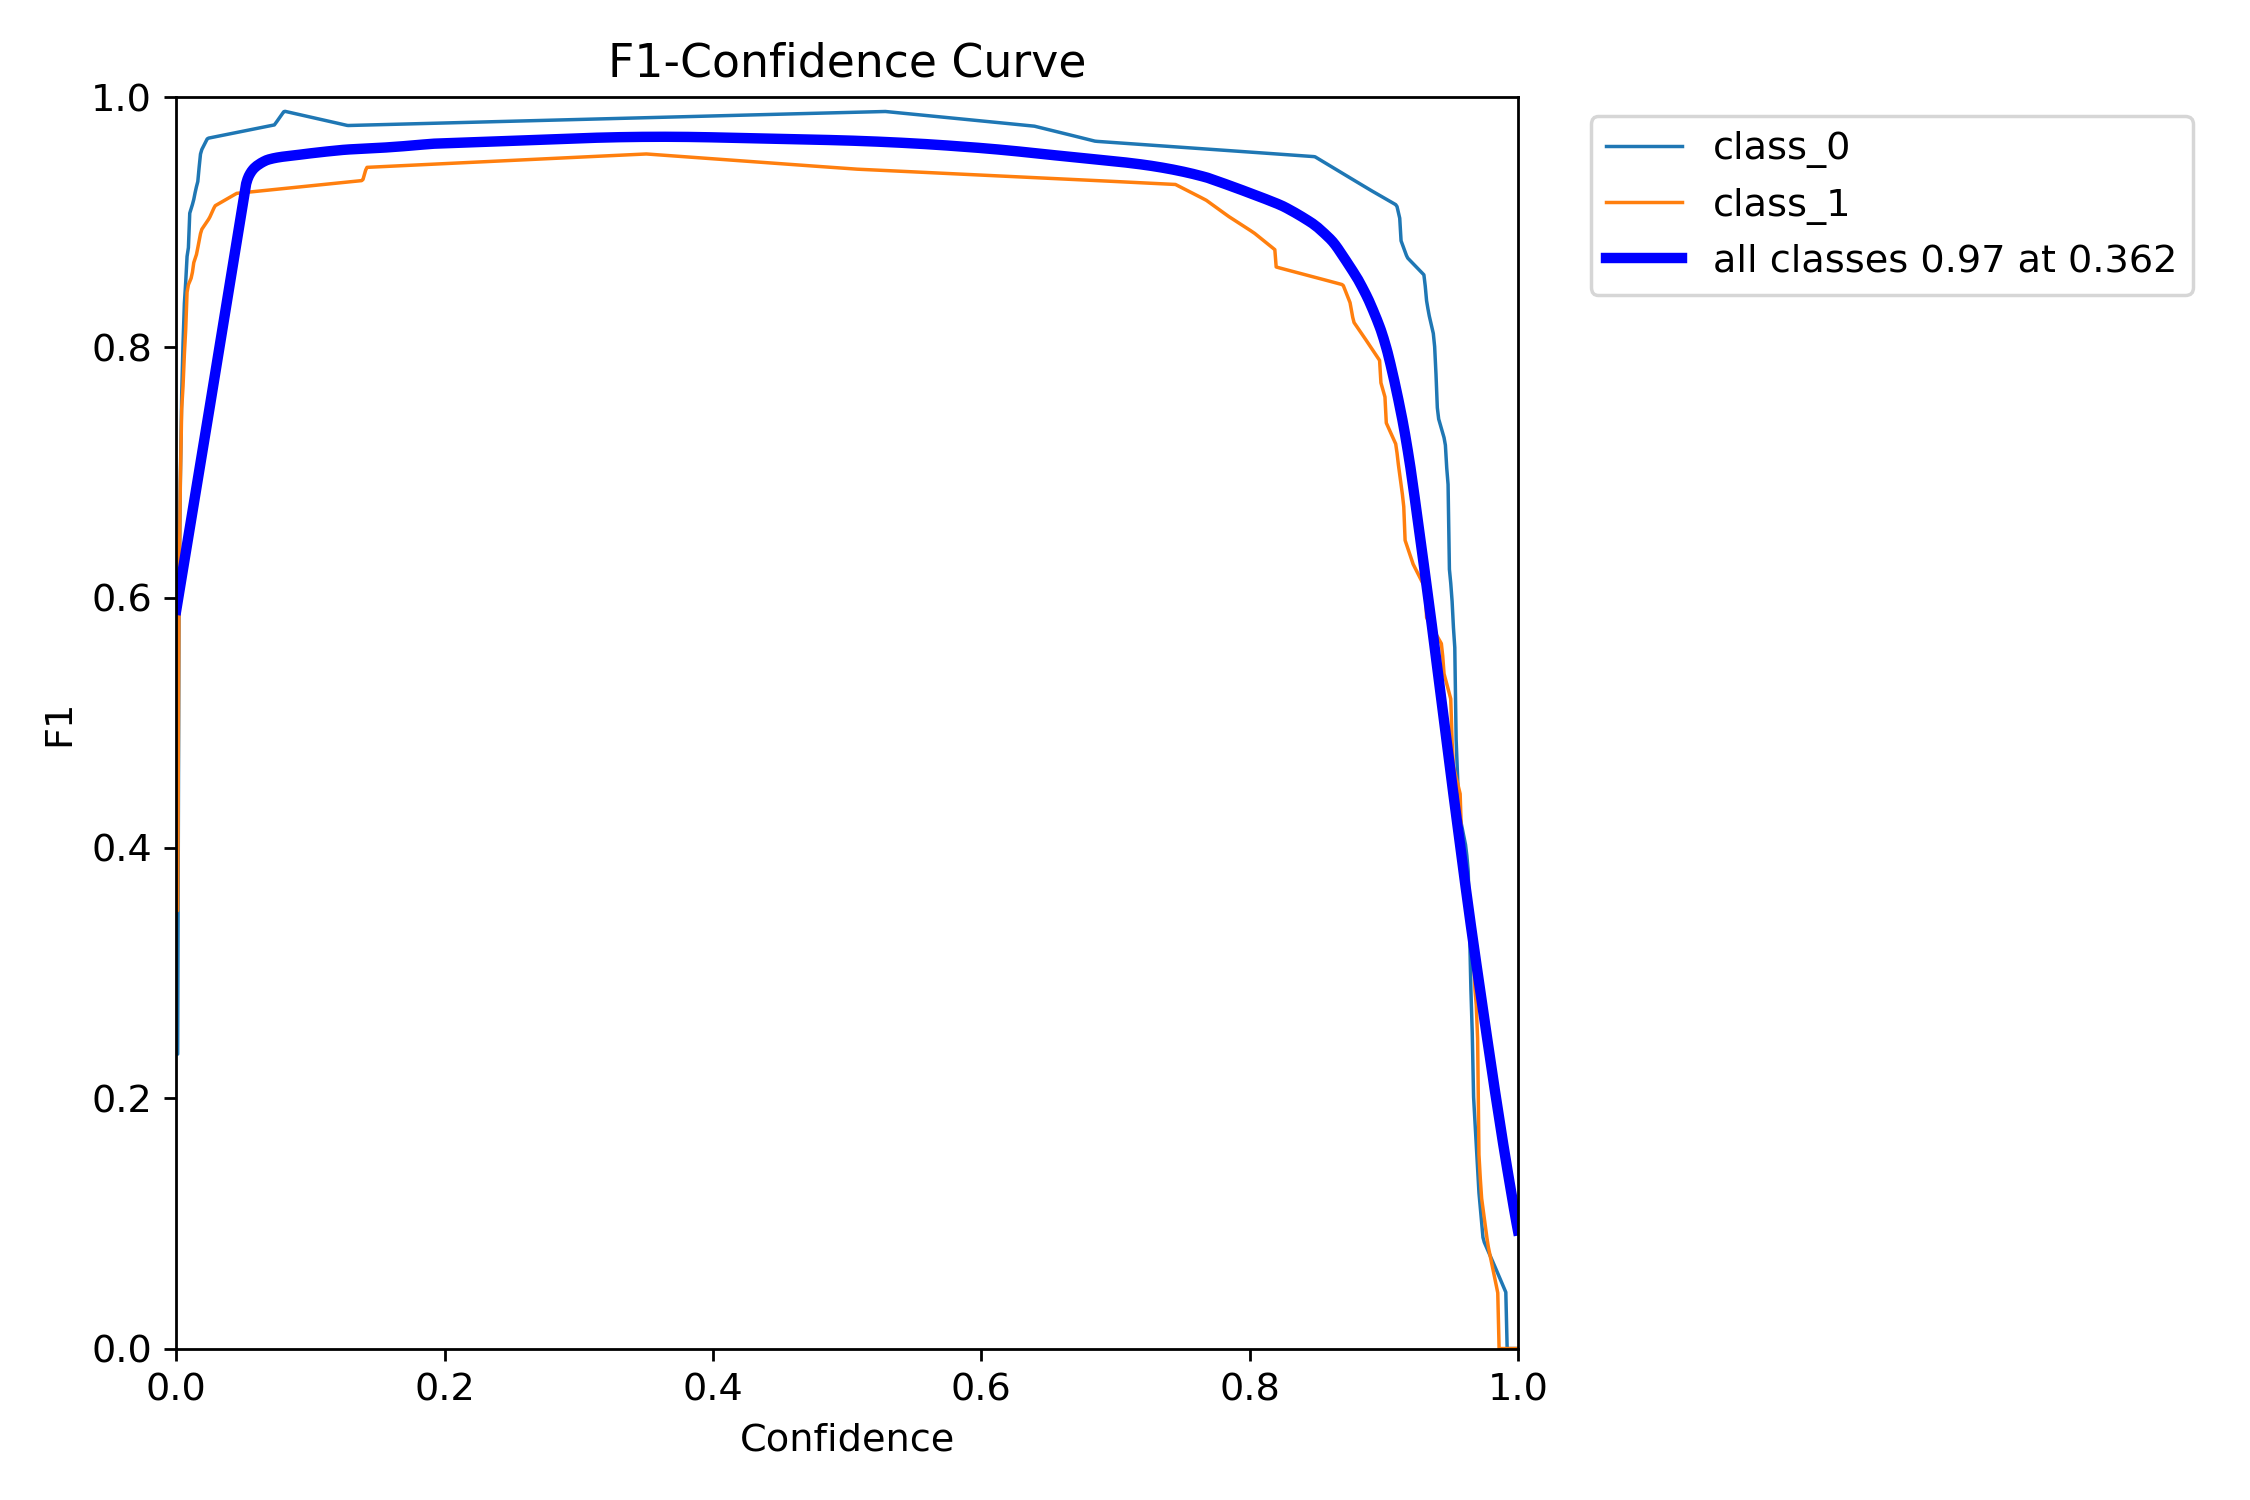 F1-Confidence Curve
1.0
0.8
0.6
0.4
0.2
0.0
F1
0.0 0.2 0.4 0.6 0.8 1.0
Confidence
class_0
class_1
all classes 0.97 at 0.362